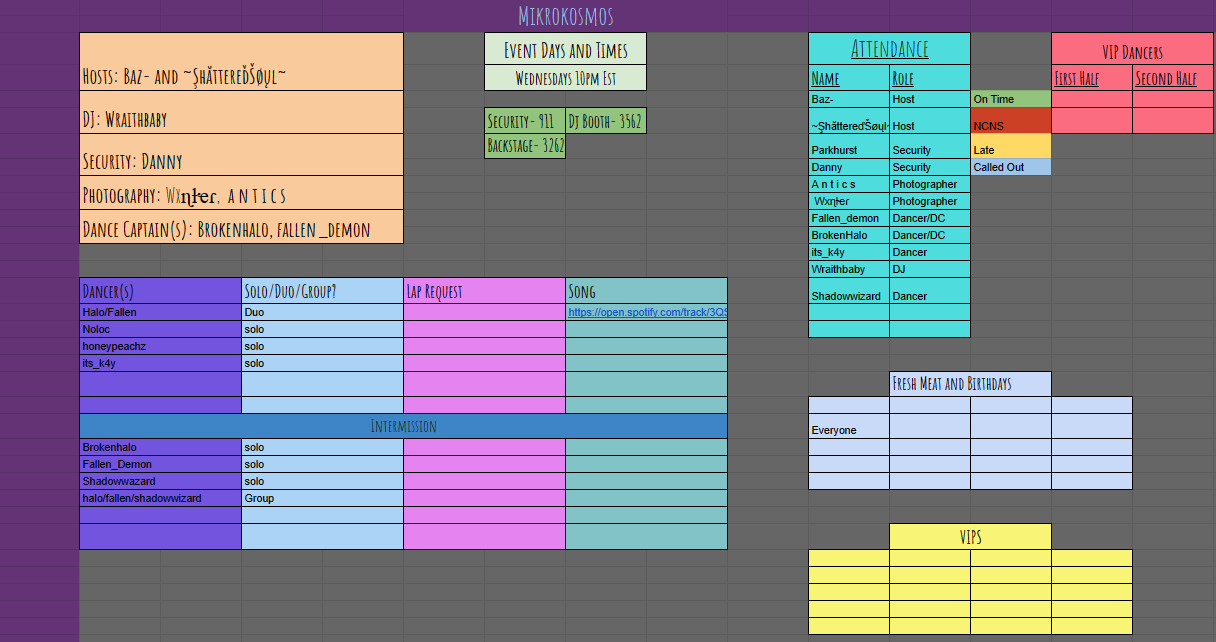 Mikrokosmos
Hosts: Baz- and ~ŞhătteredŠøųl~
DJ: Wraithbaby
Security: Danny
Photography: Wxŋŧeɾ, A n t i c s
Dance Captain(s): Brokenhalo, fallen_demon
Event Days and Times
Wednesdays 10pm Est
Security- 911 Dj Booth- 3562
Backstage- 3262
Attendance
Name Role
Baz- Host
~ŞhătteredŠøųl~ Host
Parkhurst Security
Danny Security
A n t i c s Photographer
Wxŋŧeɾ Photographer
Fallen_demon Dancer/DC
BrokenHalo Dancer/DC
its_k4y Dancer
Wraithbaby DJ
Shadowwizard Dancer
On Time
NCNS
Late
Called Out
VIP Dancers
First Half Second Half
Dancer(s) Solo/Duo/Group? Lap Request Song
Halo/Fallen Duo https://open.spotify.com/track/3QS
Noloc solo
honeypeachz solo
its_k4y solo
Intermission
Brokenhalo solo
Fallen_Demon solo
Shadowwazard solo
halo/fallen/shadowwizard Group
Fresh Meat and Birthdays
Everyone
VIPs